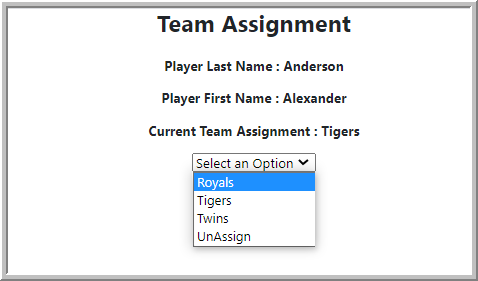 Team Assignment
Player Last Name : Anderson
Player First Name : Alexander
Current Team Assignment : Tigers
Select an Option
Royals
Tigers
Twins
UnAssign